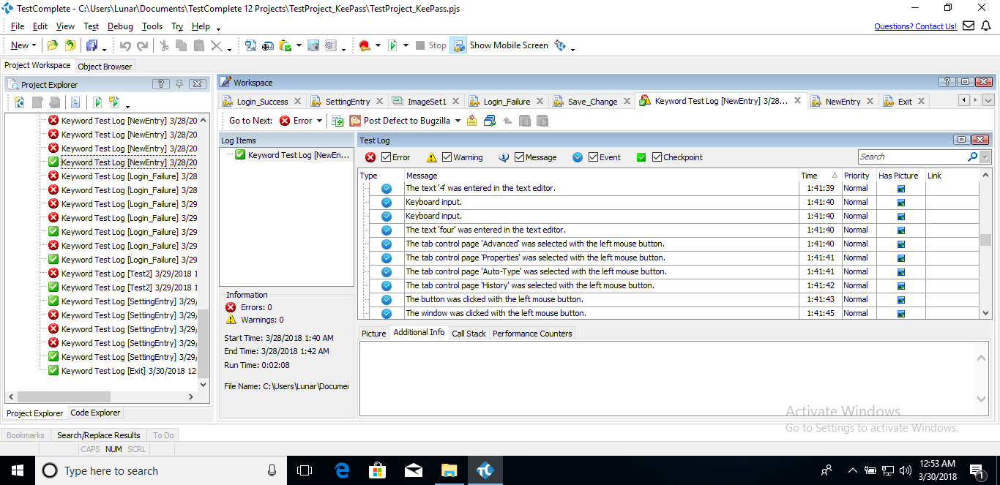 TestComplete - C:\Users\Lunar\Documents\TestComplete 12 Projects\TestProject_KeePass\TestProject_KeePass.pjs
File Edit View Test Debug Tools Try Help
Questions? Contact Us!
New Stop Show Mobile Screen
Project Workspace Object Browser
Project Explorer
Keyword Test Log [NewEntry] 3/28/20
Keyword Test Log [NewEntry] 3/28/20
Keyword Test Log [NewEntry] 3/28/20
Keyword Test Log [NewEntry] 3/28/20
Keyword Test Log [Login_Failure] 3/28
Keyword Test Log [Login_Failure] 3/28
Keyword Test Log [Login_Failure] 3/29
Keyword Test Log [Login_Failure] 3/29
Keyword Test Log [Login_Failure] 3/29
Keyword Test Log [Login_Failure] 3/29
Keyword Test Log [Login_Failure] 3/29
Keyword Test Log [Test2] 3/29/2018 1
Keyword Test Log [Test2] 3/29/2018 1
Keyword Test Log [SettingEntry] 3/29/
Keyword Test Log [SettingEntry] 3/29/
Keyword Test Log [SettingEntry] 3/29/
Keyword Test Log [SettingEntry] 3/29/
Keyword Test Log [SettingEntry] 3/29/
Keyword Test Log [Exit] 3/30/2018 12
Project Explorer Code Explorer
Workspace
Login_Success SettingEntry ImageSet1 Login_Failure Save_Change Keyword Test Log [NewEntry] 3/28... NewEntry Exit
Go to Next: Error Post Defect to Bugzilla
Log Items
Keyword Test Log [NewEn...
Information
Errors: 0
Warnings: 0
Start Time: 3/28/2018 1:40 AM
End Time: 3/28/2018 1:42 AM
Run Time: 0:02:08
File Name: C:\Users\Lunar\Documer
Test Log
Error Warning Message Event Checkpoint Search
Type Message Time Priority Has Picture Link
The text '4' was entered in the text editor. 1:41:39 Normal
Keyboard input. 1:41:40 Normal
Keyboard input. 1:41:40 Normal
The text 'four' was entered in the text editor. 1:41:40 Normal
The tab control page 'Advanced' was selected with the left mouse button. 1:41:40 Normal
The tab control page 'Properties' was selected with the left mouse button. 1:41:41 Normal
The tab control page 'Auto-Type' was selected with the left mouse button. 1:41:41 Normal
The tab control page 'History' was selected with the left mouse button. 1:41:42 Normal
The button was clicked with the left mouse button. 1:41:43 Normal
The window was clicked with the left mouse button. 1:41:45 Normal
Picture Additional Info Call Stack Performance Counters
Activate Windows
Go to Settings to activate Windows.
Bookmarks Search/Replace Results To Do
CAPS NUM SCRL
Type here to search
12:53 AM
3/30/2018
1